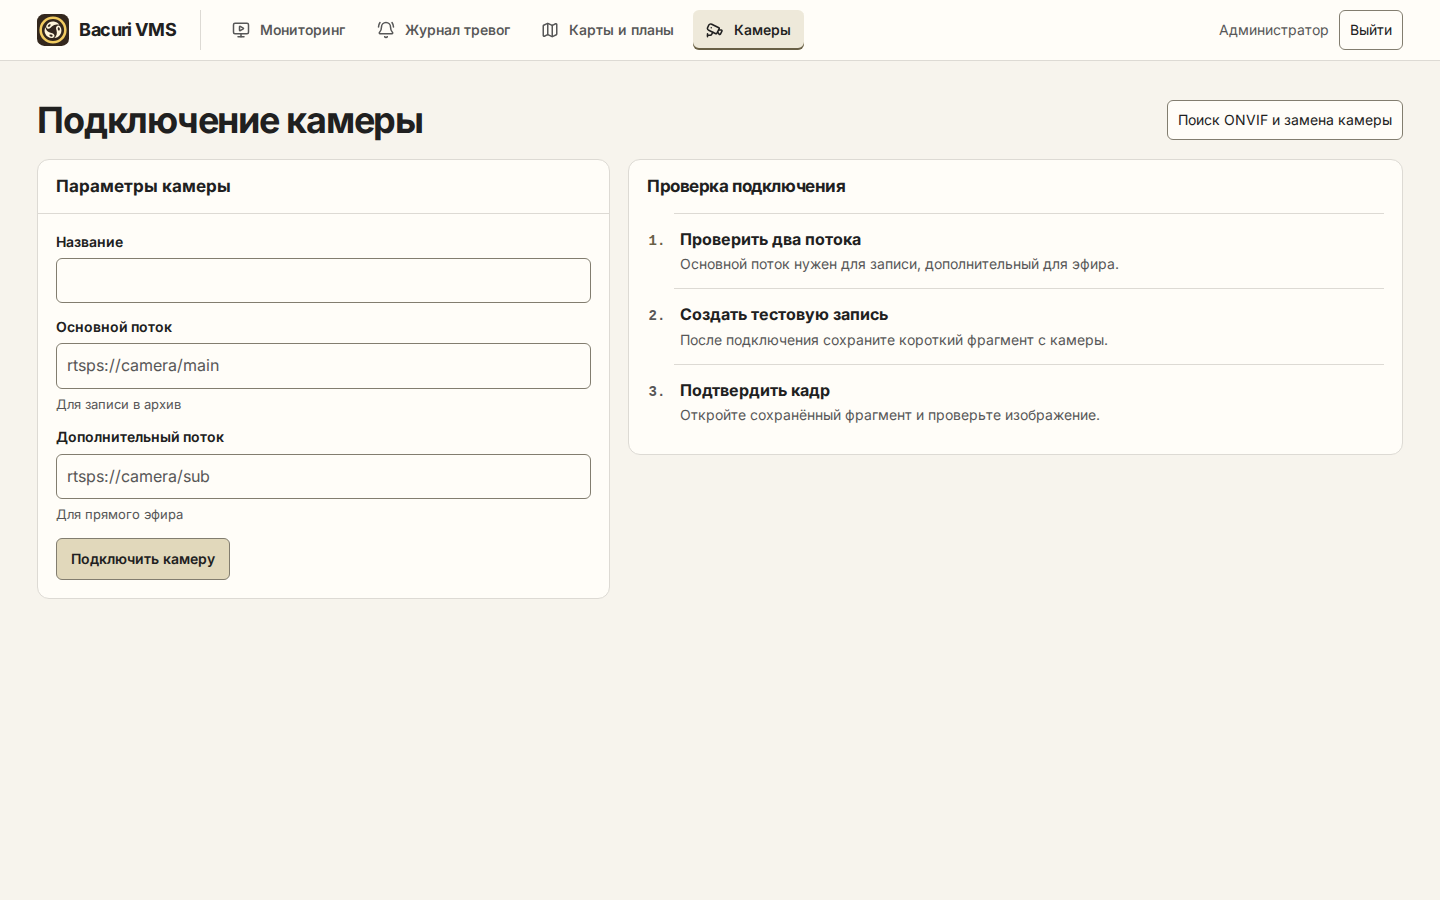 Bacuri VMS
Мониторинг
Журнал тревог
Карты и планы
Камеры
Администратор
Выйти
Подключение камеры
Поиск ONVIF и замена камеры
Параметры камеры
Название
Основной поток
rtsps://camera/main
Для записи в архив
Дополнительный поток
rtsps://camera/sub
Для прямого эфира
Подключить камеру
Проверка подключения
1. Проверить два потока
Основной поток нужен для записи, дополнительный для эфира.
2. Создать тестовую запись
После подключения сохраните короткий фрагмент с камеры.
3. Подтвердить кадр
Откройте сохранённый фрагмент и проверьте изображение.